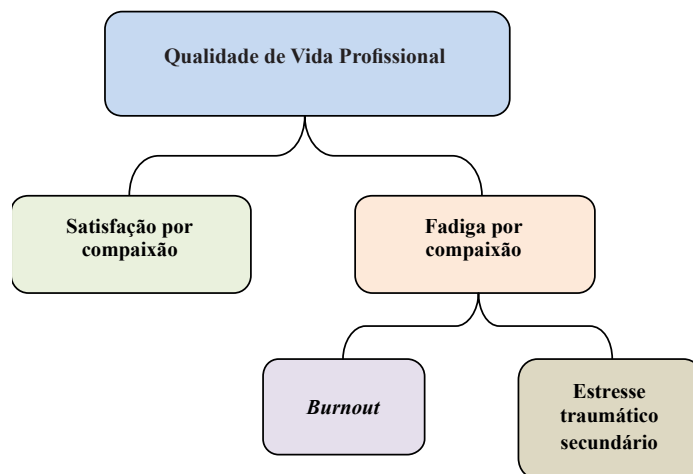 Qualidade de Vida Profissional
Satisfação por
compaixão
Fadiga por
compaixão
Burnout
Estresse
traumático
secundário